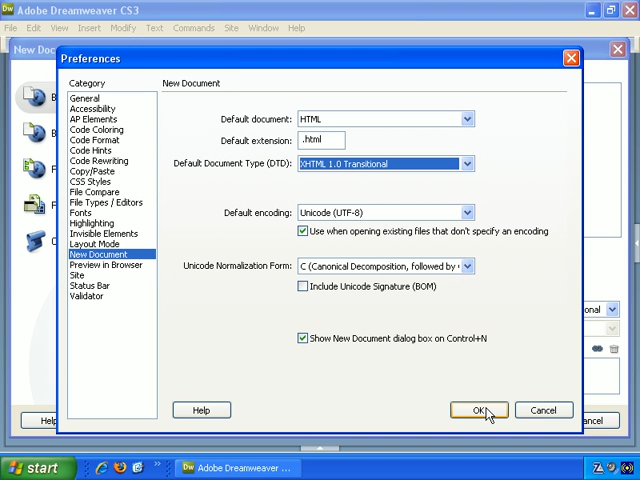 Dw Adobe Dreamweaver CS3
File Edit View Insert Modify Text Commands Site Window Help
New Doc
Preferences
Category
New Document
General
Accessibility
AP Elements
Code Coloring
Code Format
Code Hints
Code Rewriting
Copy/Paste
CSS Styles
File Compare
File Types / Editors
Fonts
Highlighting
Invisible Elements
Layout Mode
New Document
Preview in Browser
Site
Status Bar
Validator
Default document: HTML
Default extension: .html
Default Document Type (DTD): XHTML 1.0 Transitional
Default encoding: Unicode (UTF-8)
Use when opening existing files that don't specify an encoding
Unicode Normalization Form: C (Canonical Decomposition, followed by
Include Unicode Signature (BOM)
Show New Document dialog box on Control+N
Help OK Cancel
B
B
P
P
onal
Help
ancel
start Dw Adobe Dreamweaver ...